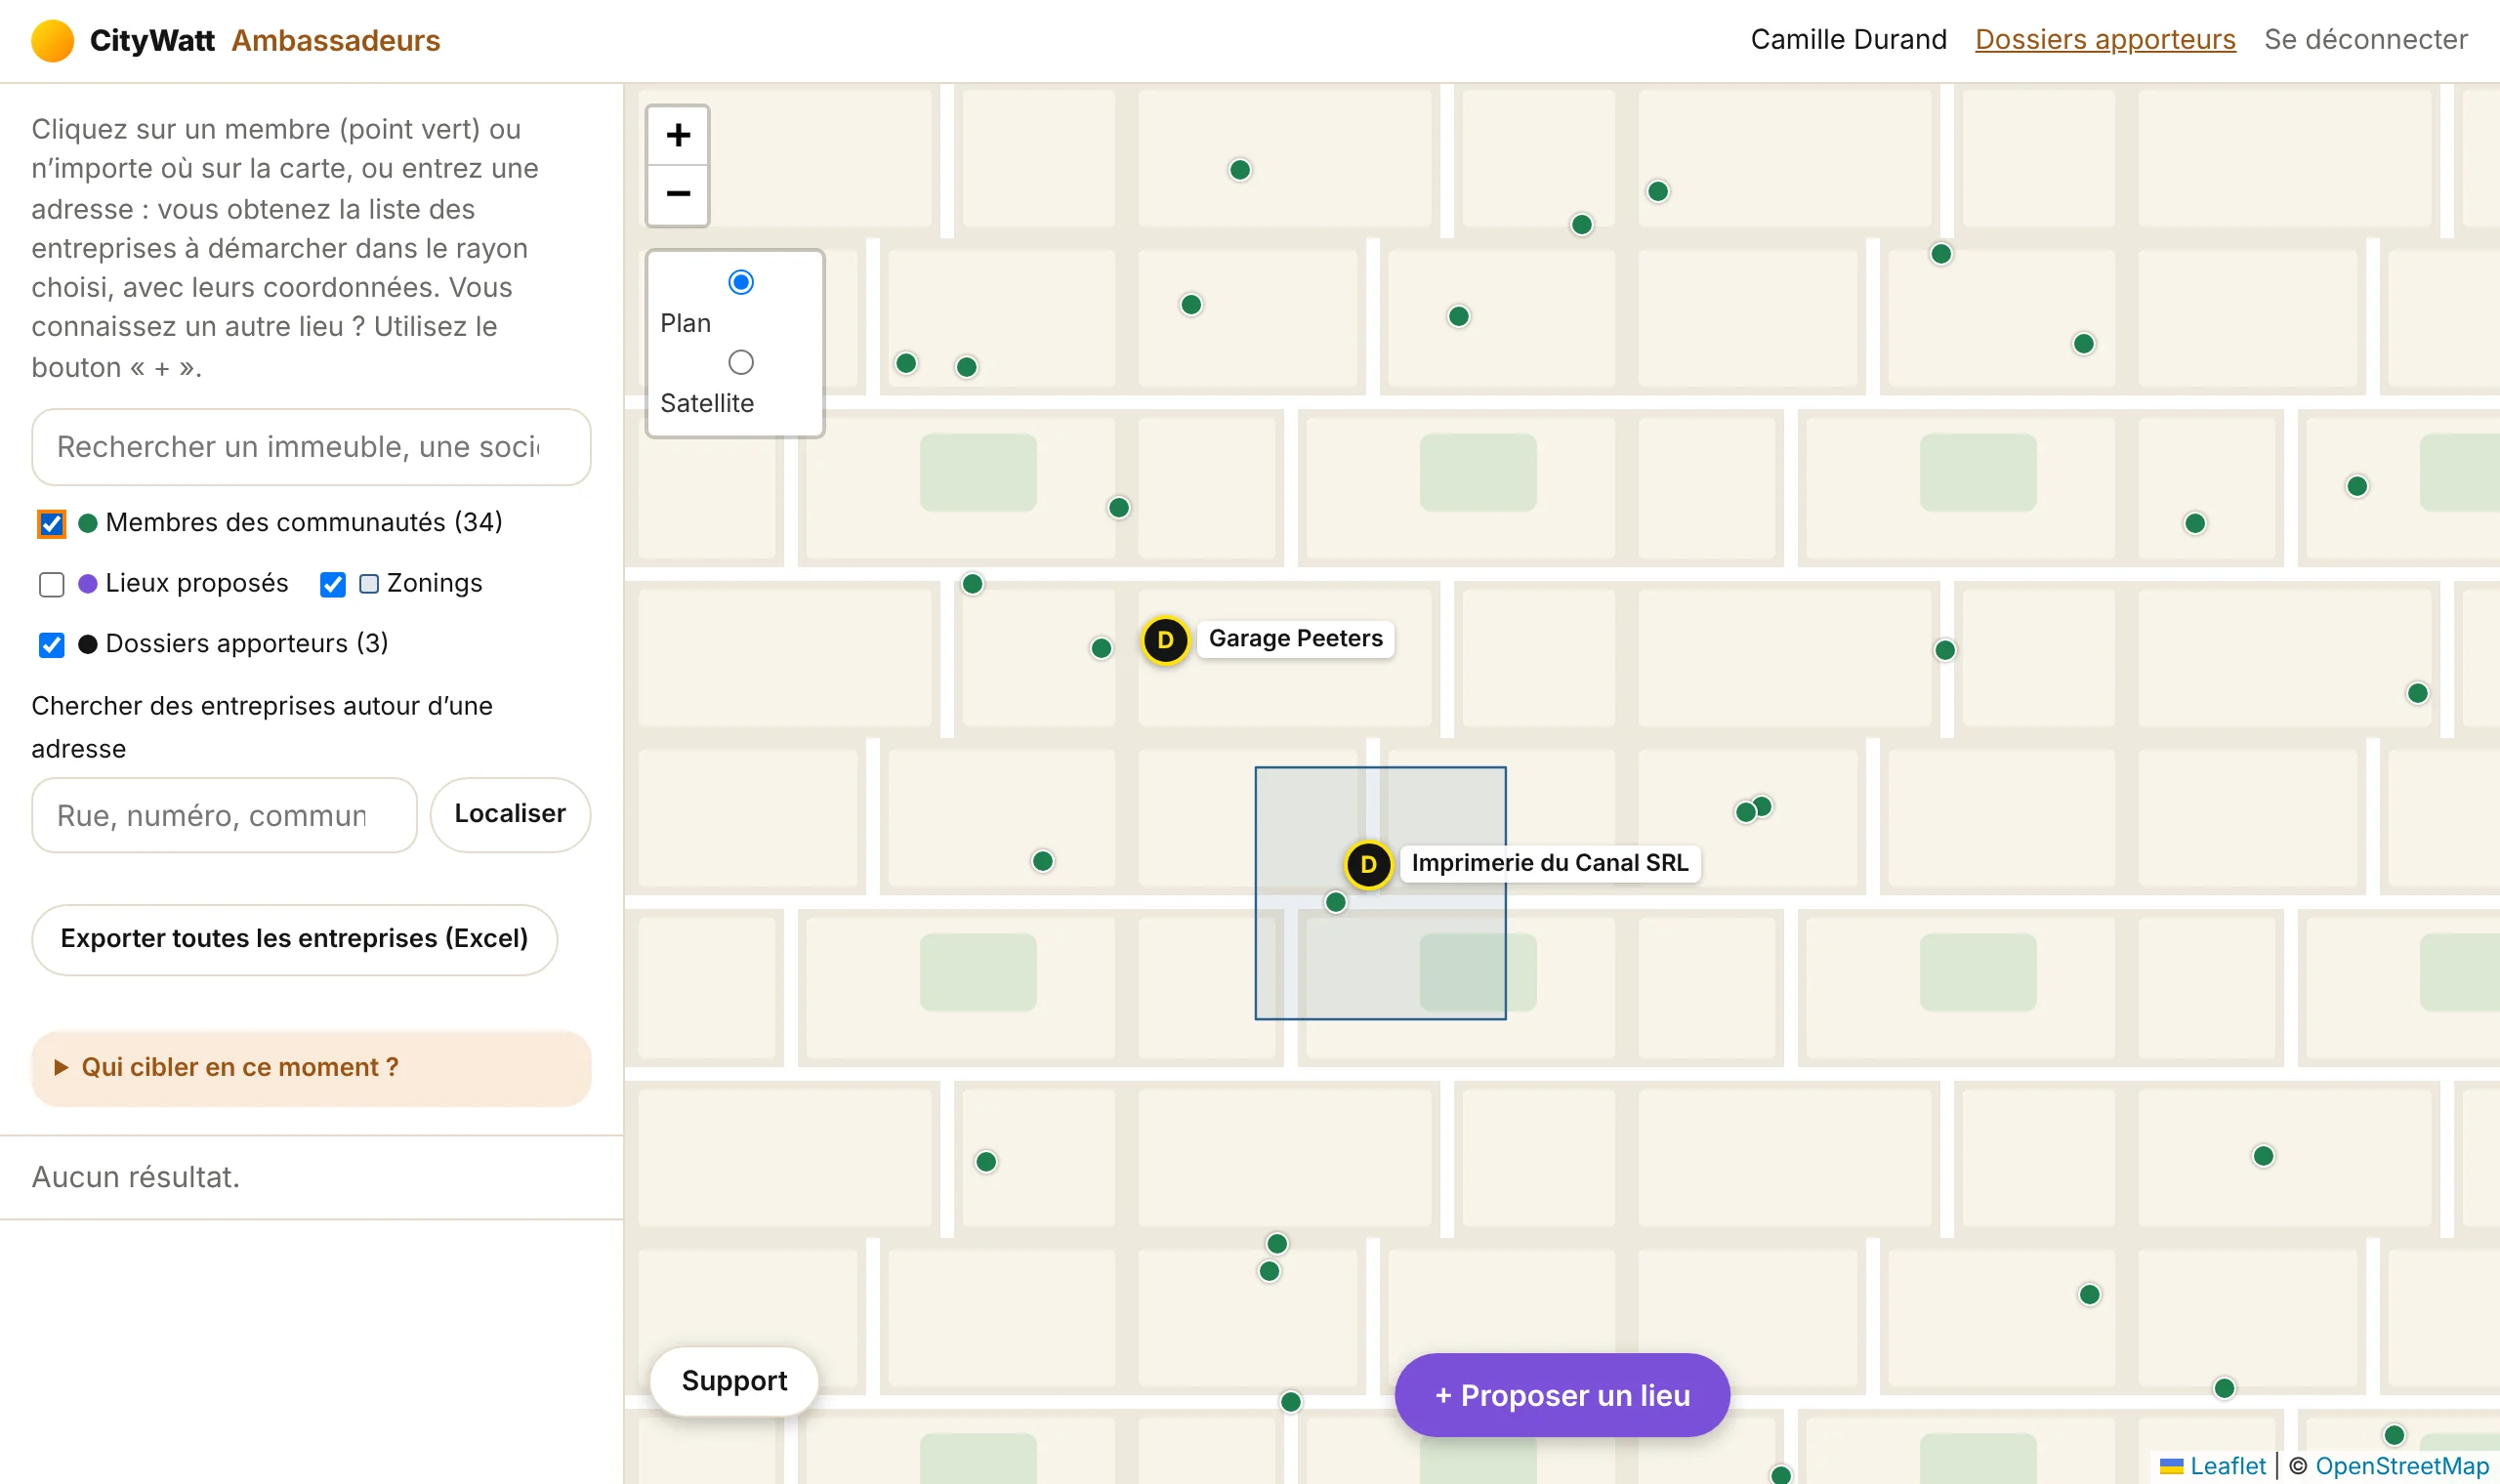 CityWatt Ambassadeurs
Camille Durand Dossiers apporteurs Se déconnecter
Cliquez sur un membre (point vert) ou
n’importe où sur la carte, ou entrez une
adresse : vous obtenez la liste des
entreprises à démarcher dans le rayon
choisi, avec leurs coordonnées. Vous
connaissez un autre lieu ? Utilisez le
bouton « + ».
Rechercher un immeuble, une soci
Membres des communautés (34)
Lieux proposés Zonings
Dossiers apporteurs (3)
Chercher des entreprises autour d’une
adresse
Rue, numéro, commun
Localiser
Exporter toutes les entreprises (Excel)
Qui cibler en ce moment ?
Aucun résultat.
+
−
Plan
Satellite
D Garage Peeters
D Imprimerie du Canal SRL
Support
+ Proposer un lieu
Leaflet | © OpenStreetMap